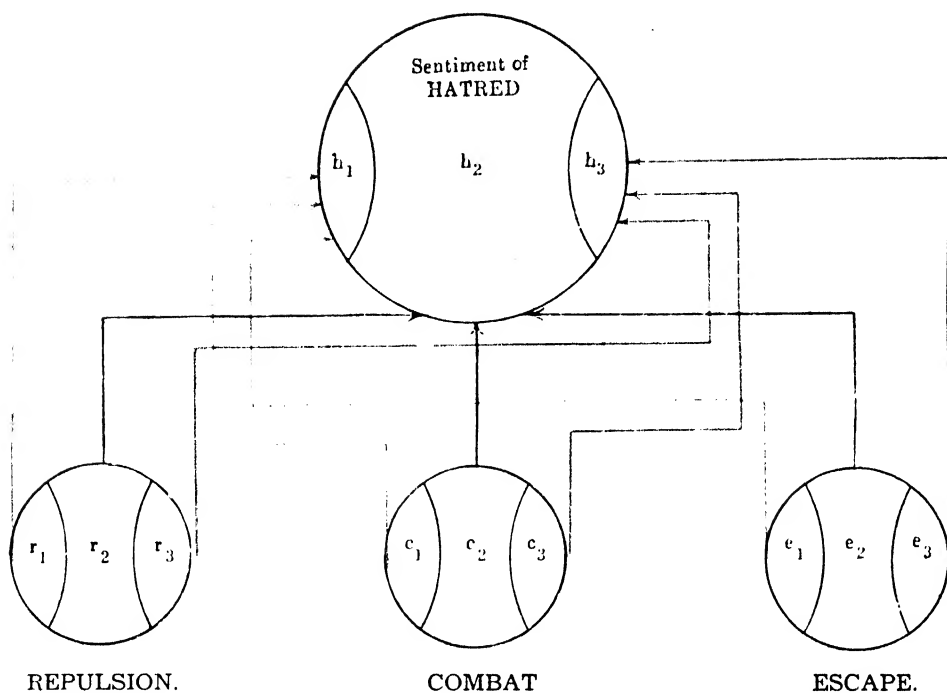 Sentiment of
HATRED
h1 h2 h3
r1 r2 r3 c1 c2 c3 e1 e2 e3
REPULSION. COMBAT ESCAPE.